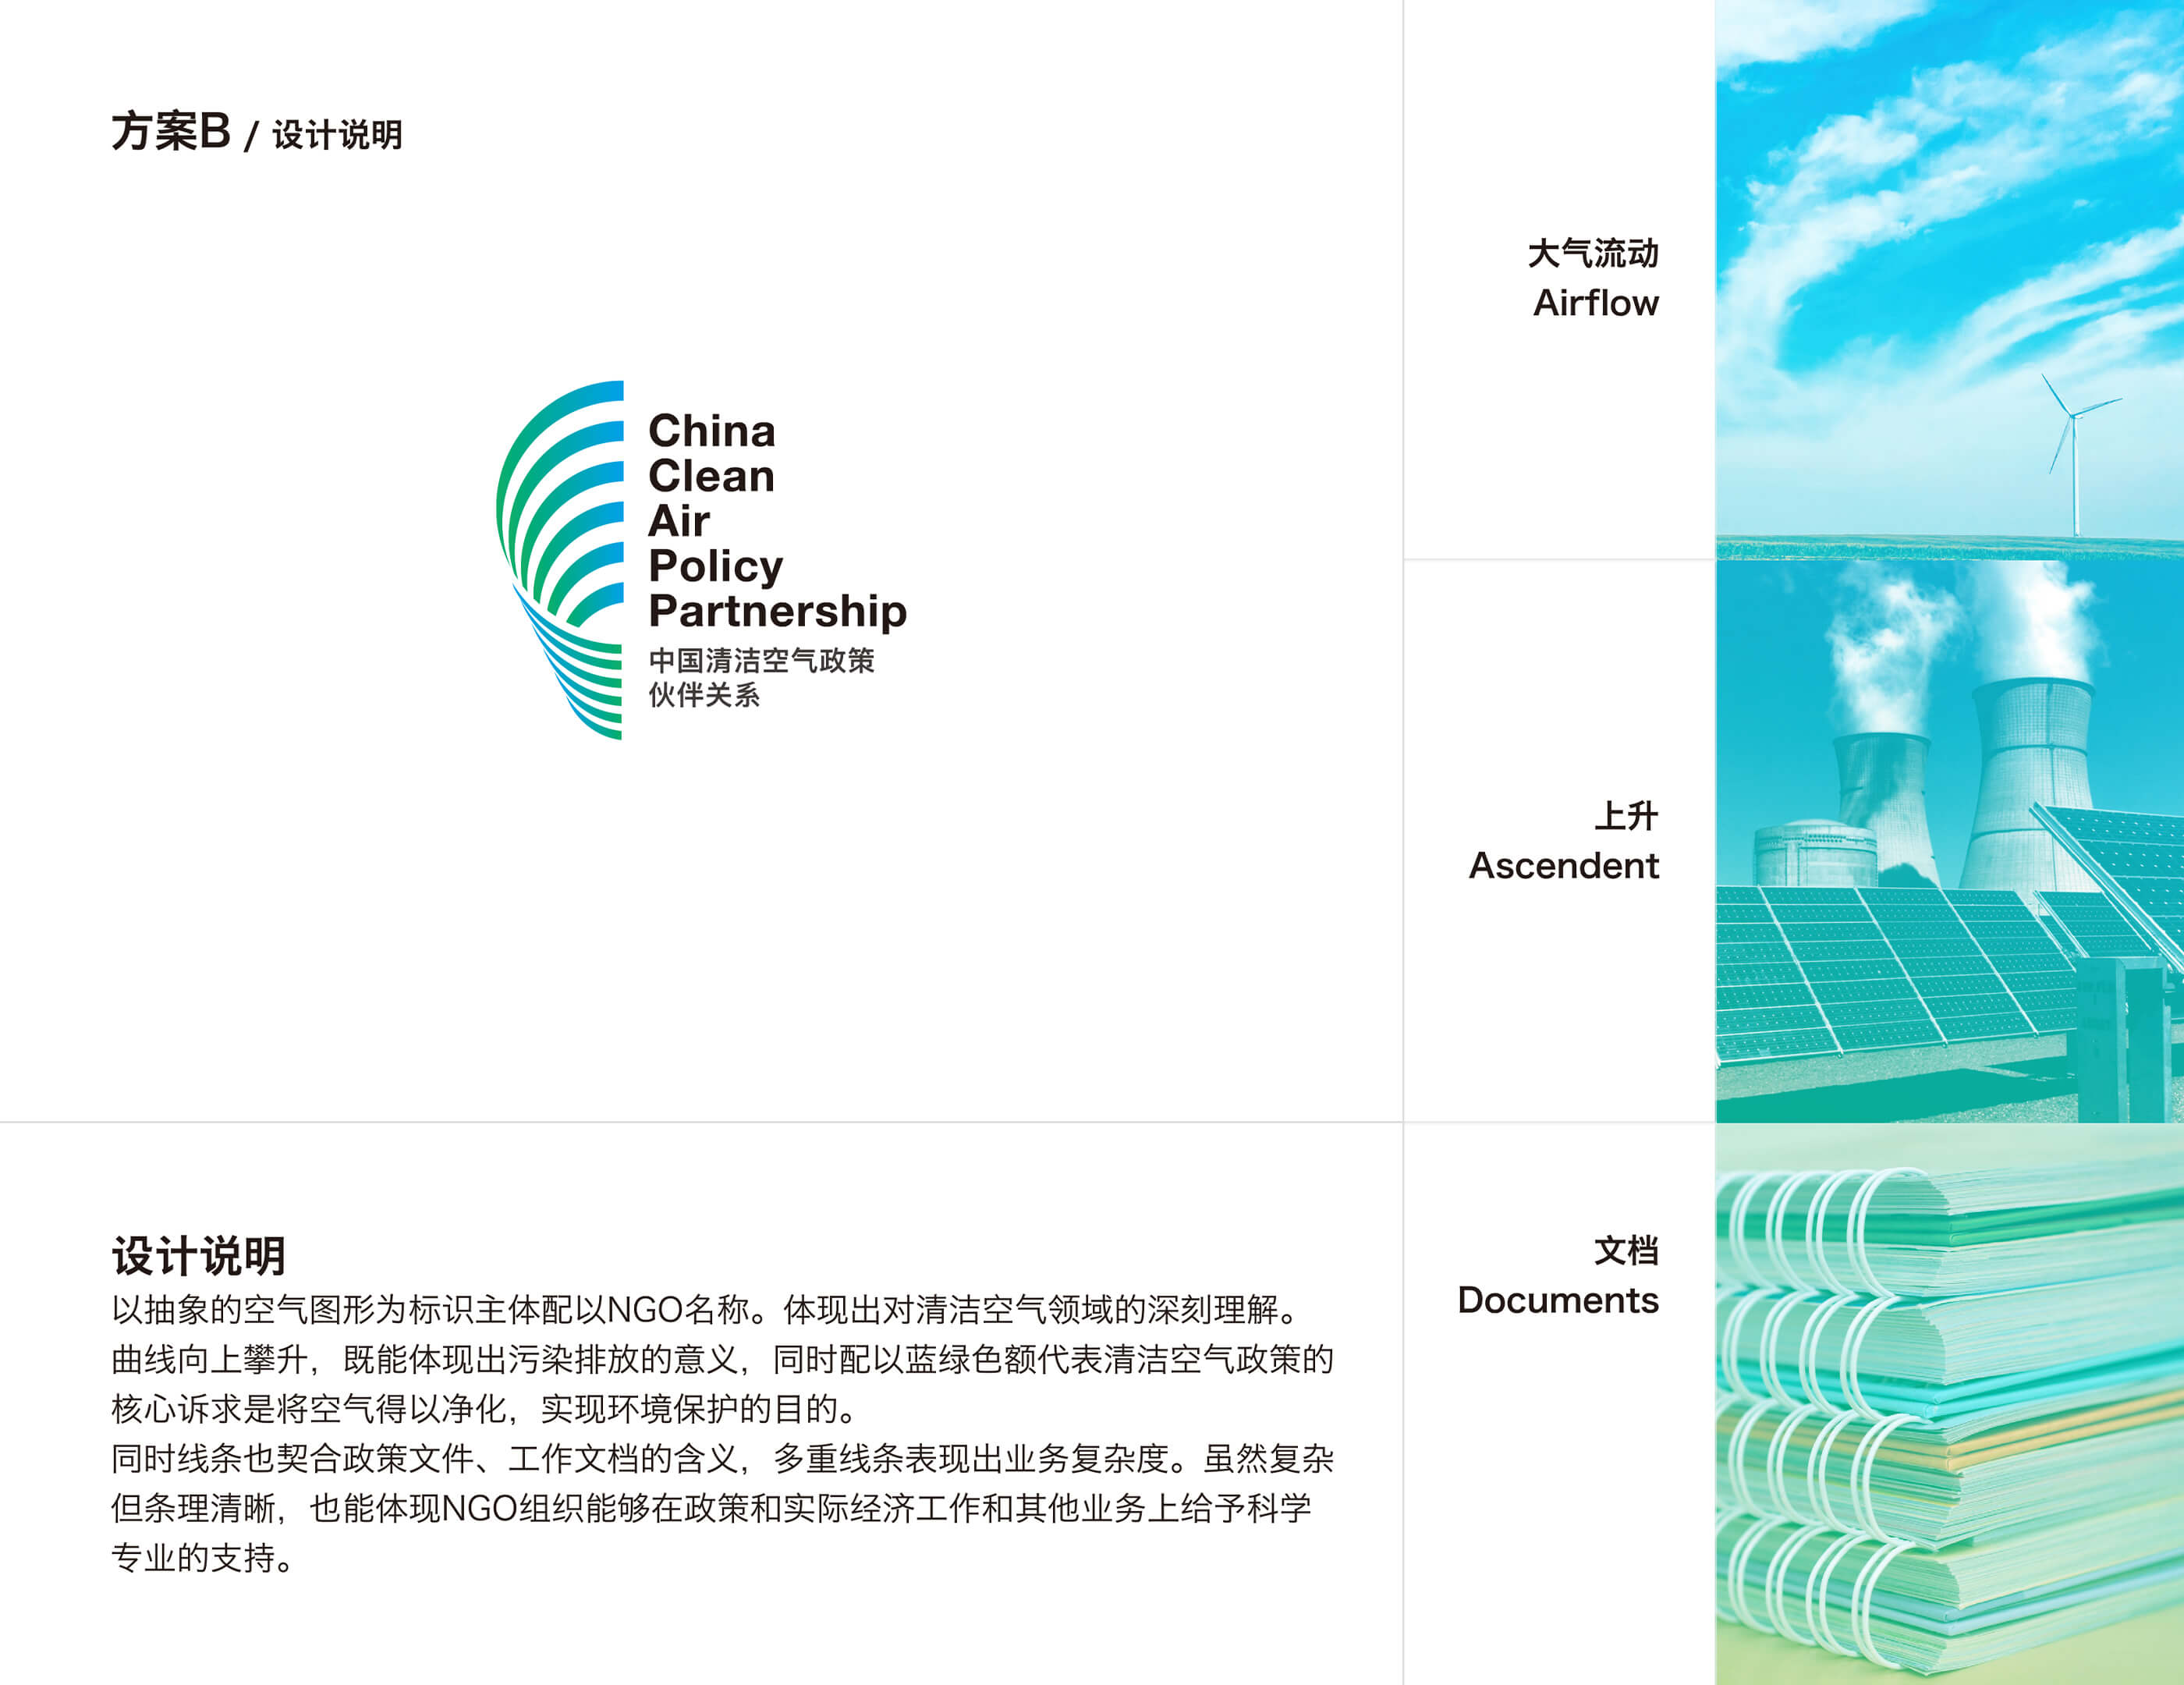 方案B / 设计说明
China
Clean
Air
Policy
Partnership
中国清洁空气政策
伙伴关系
大气流动
Airflow
上升
Ascendent
文档
Documents
设计说明
以抽象的空气图形为标识主体配以NGO名称。体现出对清洁空气领域的深刻理解。
曲线向上攀升，既能体现出污染排放的意义，同时配以蓝绿色额代表清洁空气政策的
核心诉求是将空气得以净化，实现环境保护的目的。
同时线条也契合政策文件、工作文档的含义，多重线条表现出业务复杂度。虽然复杂
但条理清晰，也能体现NGO组织能够在政策和实际经济工作和其他业务上给予科学
专业的支持。